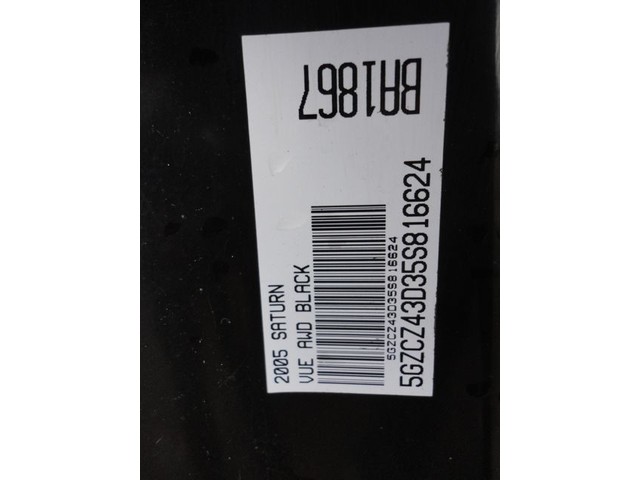 BA1867
2005 SATURN
VUE AWD BLACK
5GZCZ43D35S816624
5GZCZ43D35S816624